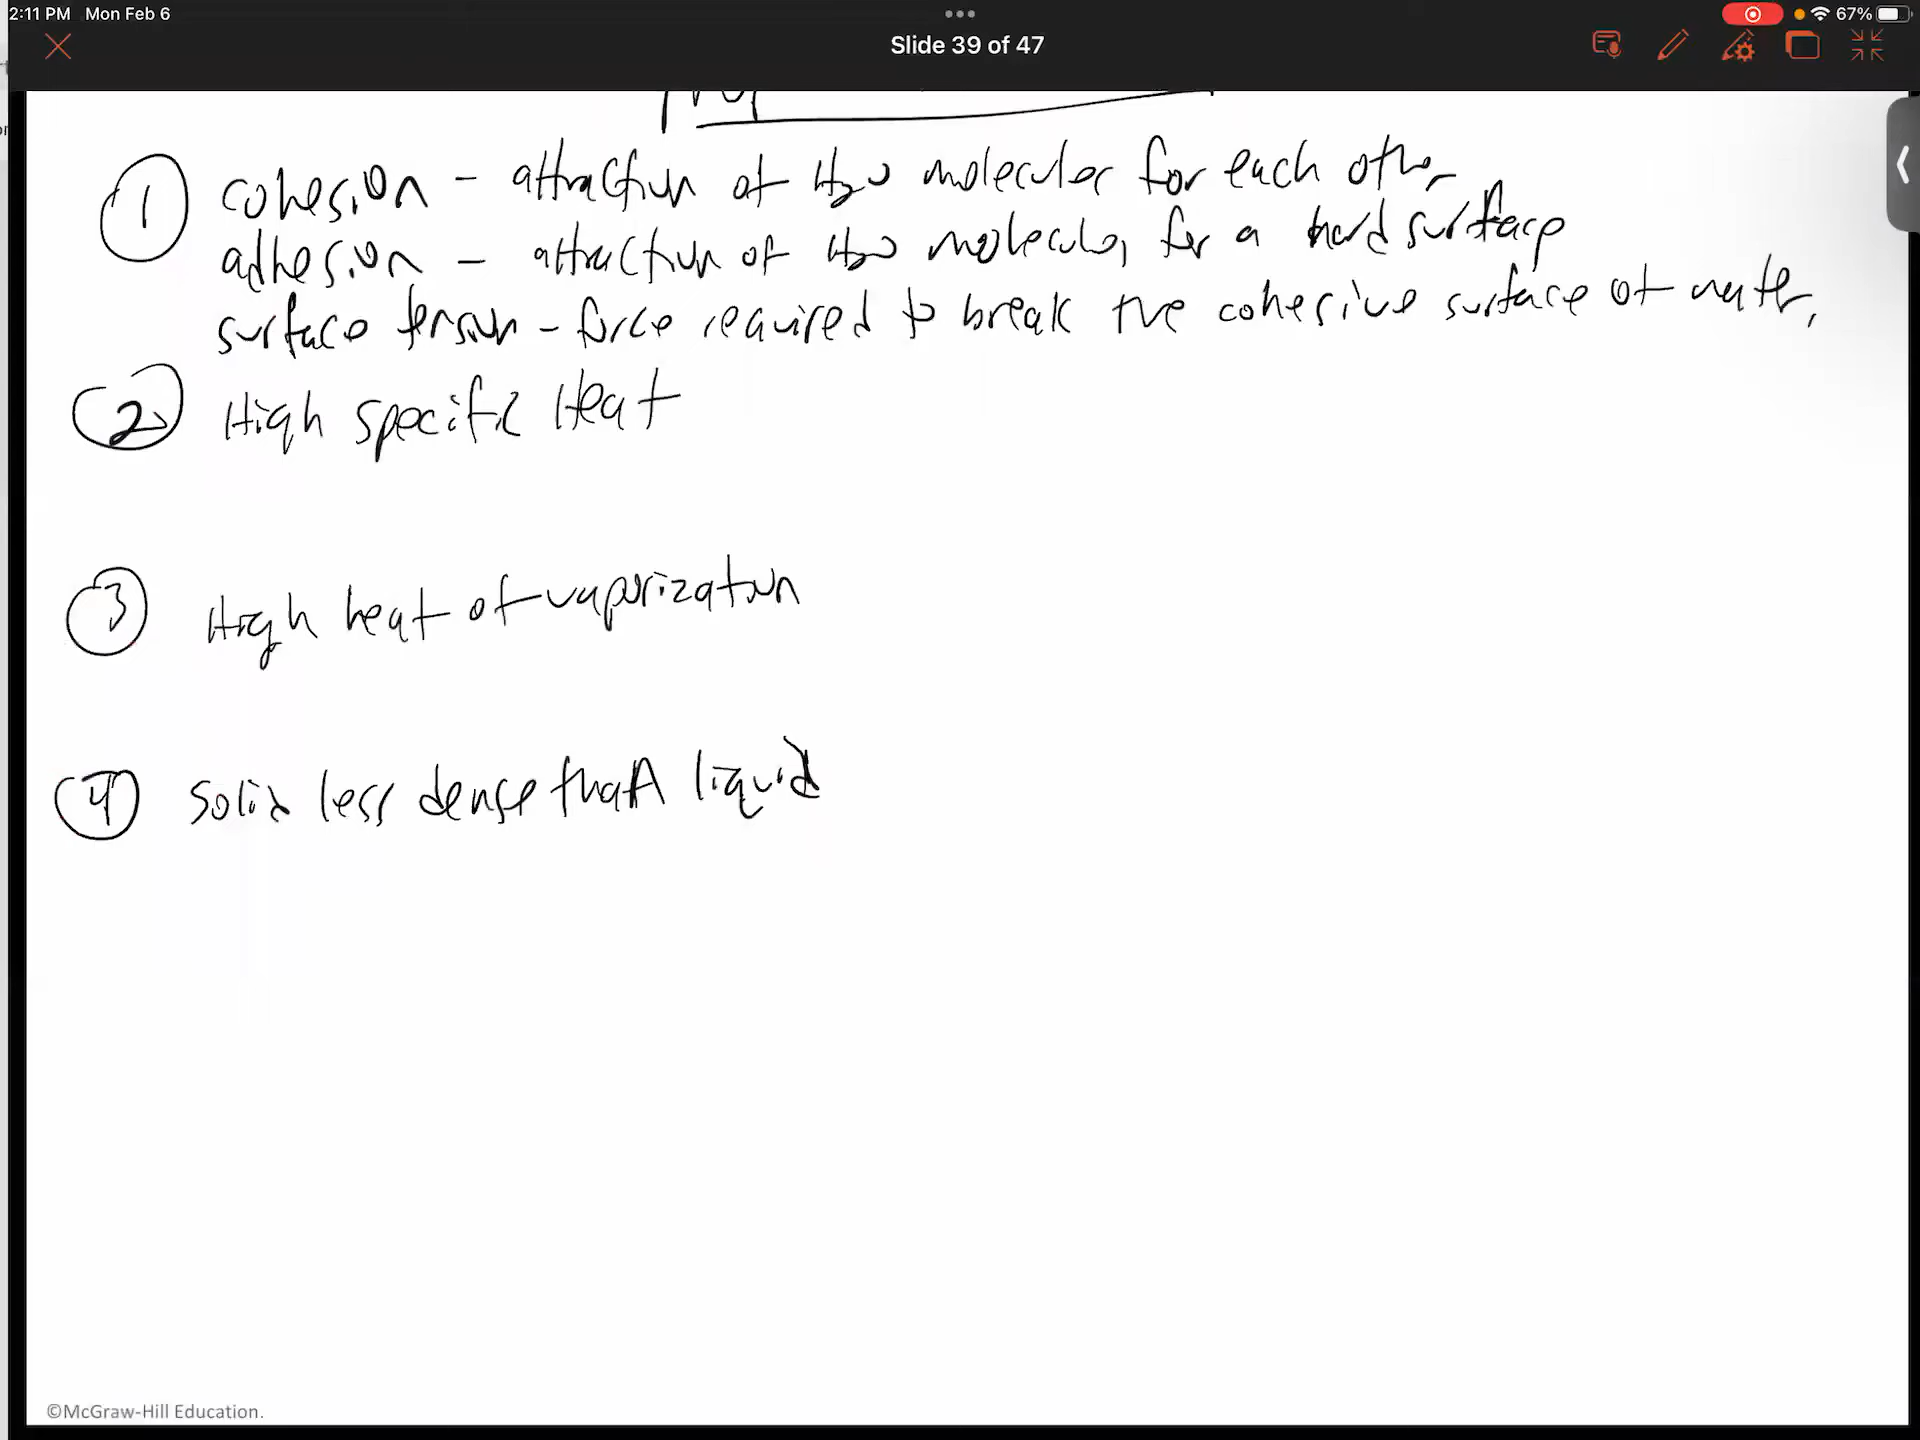 2:11 PM Mon Feb 6
67%
Slide 39 of 47
1 cohesion - attraction of H2O molecules for each other
adhesion - attraction of H2O molecules for a hard surface
surface tension - force required to break the cohesive surface of water.
2 High specific Heat
3 High heat of vaporization
4 Solid less dense than liquid
©McGraw-Hill Education.